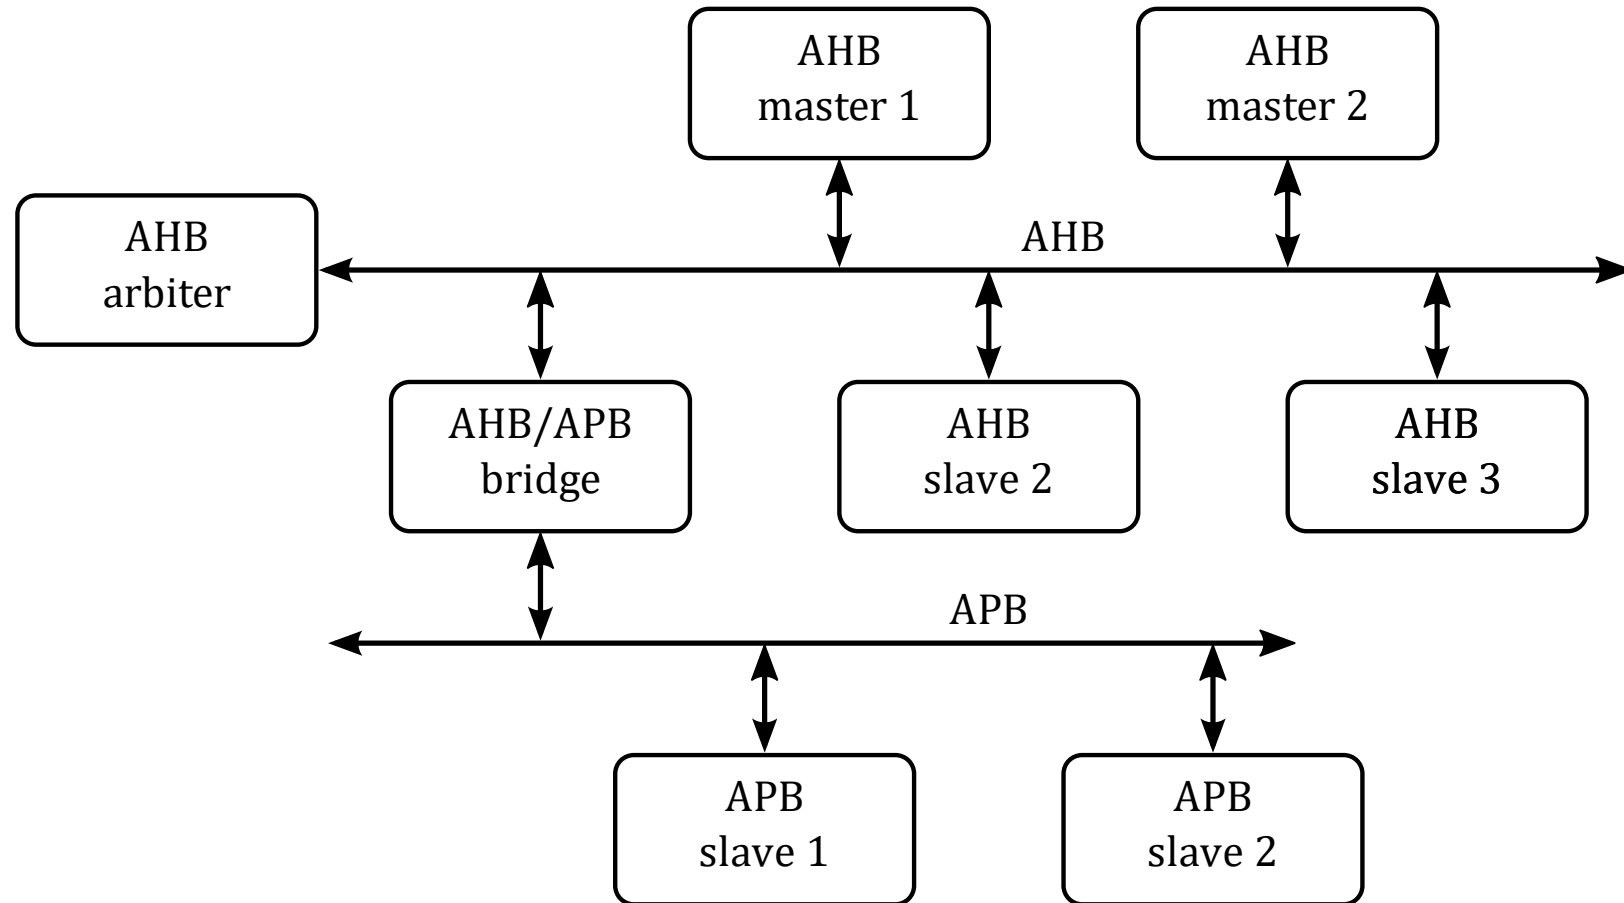 AHB
master 1
AHB
master 2
AHB
arbiter
AHB
AHB/APB
bridge
AHB
slave 2
AHB
slave 3
APB
APB
slave 1
APB
slave 2